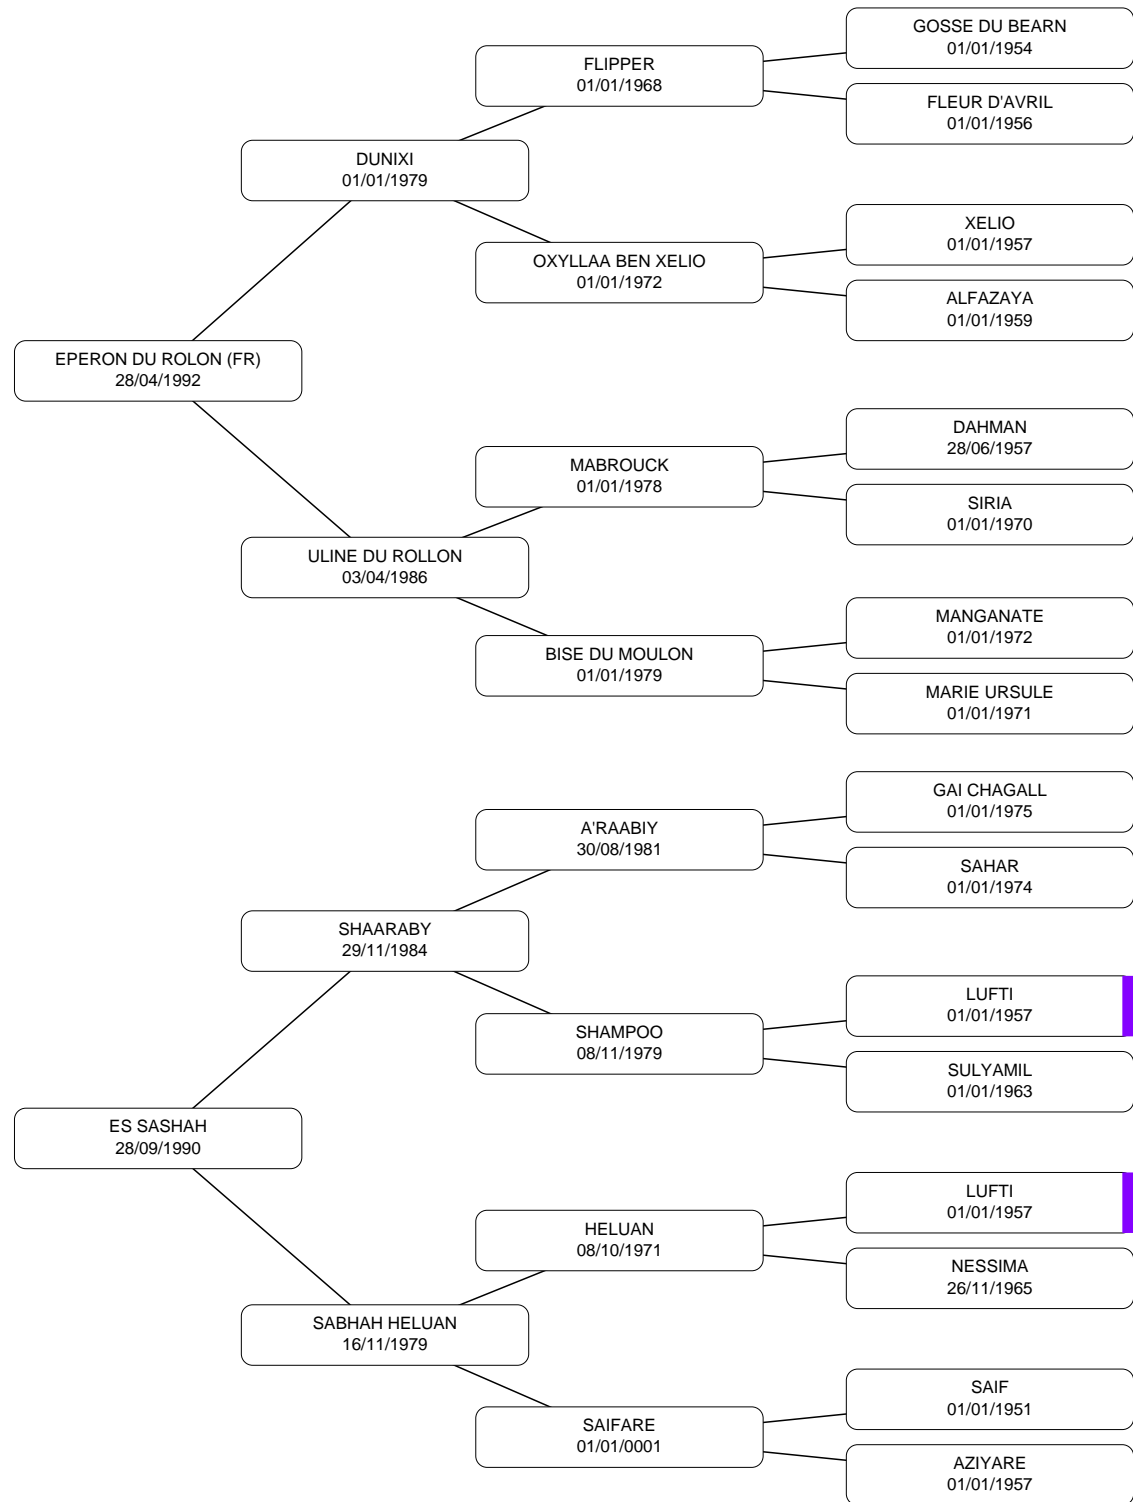 GOSSE DU BEARN
01/01/1954
FLIPPER
01/01/1968
FLEUR D'AVRIL
01/01/1956
DUNIXI
01/01/1979
XELIO
01/01/1957
OXYLLAA BEN XELIO
01/01/1972
ALFAZAYA
01/01/1959
EPERON DU ROLON (FR)
28/04/1992
DAHMAN
28/06/1957
MABROUCK
01/01/1978
SIRIA
01/01/1970
ULINE DU ROLLON
03/04/1986
MANGANATE
01/01/1972
BISE DU MOULON
01/01/1979
MARIE URSULE
01/01/1971
GAI CHAGALL
01/01/1975
A'RAABIY
30/08/1981
SAHAR
01/01/1974
SHAARABY
29/11/1984
LUFTI
01/01/1957
SHAMPOO
08/11/1979
SULYAMIL
01/01/1963
ES SASHAH
28/09/1990
LUFTI
01/01/1957
HELUAN
08/10/1971
NESSIMA
26/11/1965
SABHAH HELUAN
16/11/1979
SAIF
01/01/1951
SAIFARE
01/01/0001
AZIYARE
01/01/1957